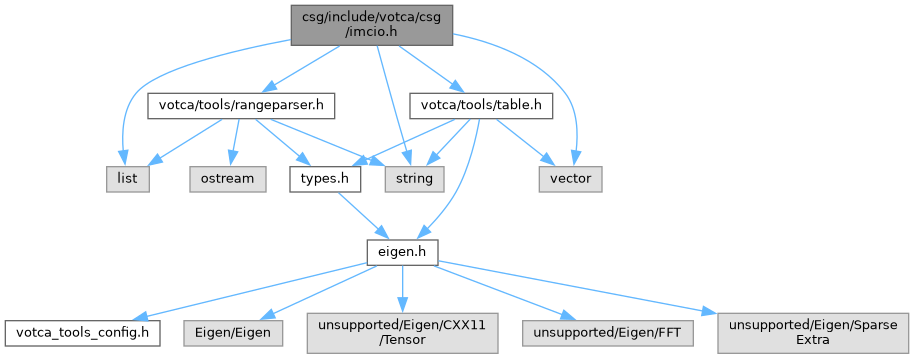 csg/include/votca/csg
/imcio.h
votca/tools/rangeparser.h
votca/tools/table.h
list
ostream
types.h
string
vector
eigen.h
votca_tools_config.h
Eigen/Eigen
unsupported/Eigen/CXX11
/Tensor
unsupported/Eigen/FFT
unsupported/Eigen/Sparse
Extra